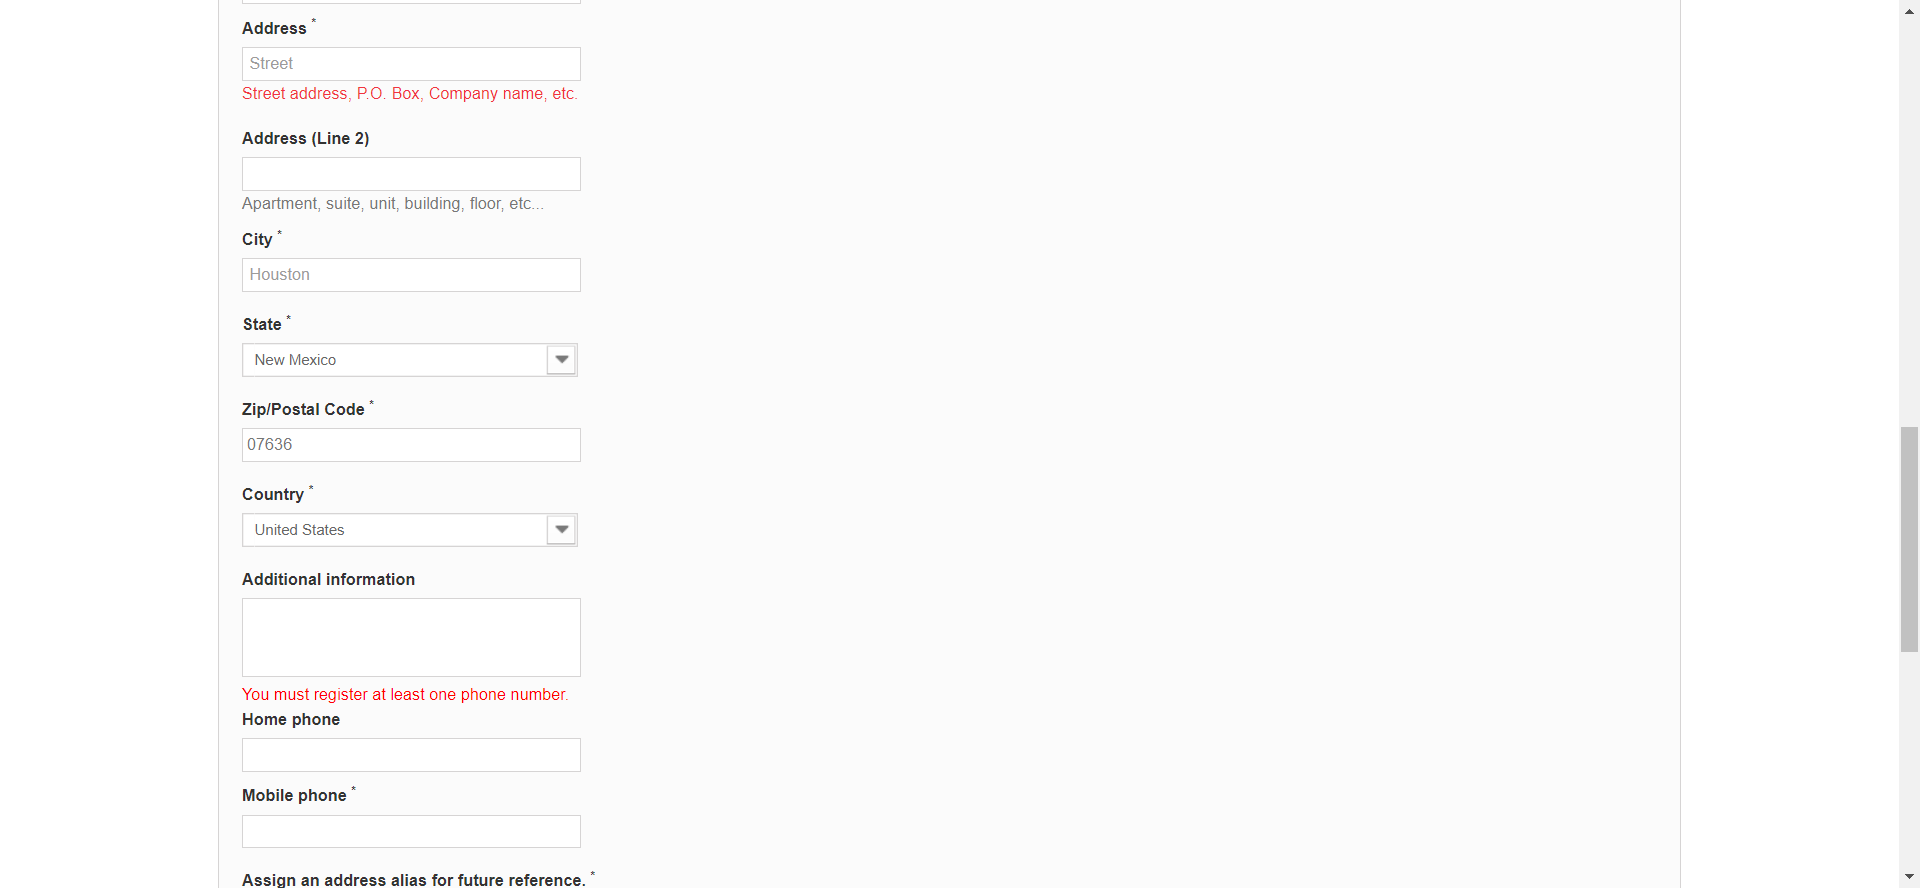 Address *
Street
Street address, P.O. Box, Company name, etc.
Address (Line 2)
Apartment, suite, unit, building, floor, etc...
City *
Houston
State *
New Mexico
Zip/Postal Code *
07636
Country *
United States
Additional information
You must register at least one phone number.
Home phone
Mobile phone *
Assign an address alias for future reference. *